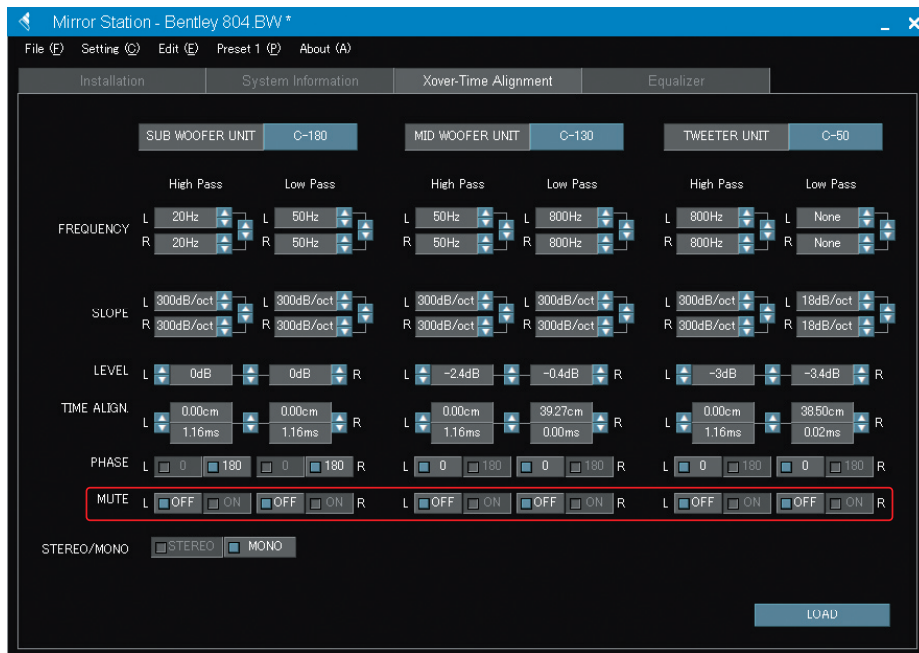 Mirror Station - Bentley 804.BW *
File (F) Setting (C) Edit (E) Preset 1 (P) About (A)
Installation System Information Xover-Time Alignment Equalizer
SUB WOOFER UNIT C-180 MID WOOFER UNIT C-130 TWEETER UNIT C-50
High Pass Low Pass High Pass Low Pass High Pass Low Pass
FREQUENCY
L 20Hz L 50Hz L 50Hz L 800Hz L 800Hz L None
R 20Hz R 50Hz R 50Hz R 800Hz R 800Hz R None
SLOPE
L 300dB/oct L 300dB/oct L 300dB/oct L 300dB/oct L 300dB/oct L 18dB/oct
R 300dB/oct R 300dB/oct R 300dB/oct R 300dB/oct R 300dB/oct R 18dB/oct
LEVEL L 0dB 0dB R L -2.4dB -0.4dB R L -3dB -3.4dB R
TIME ALIGN.
L 0.00cm 0.00cm R L 0.00cm 39.27cm R L 0.00cm 38.50cm R
1.16ms 1.16ms 1.16ms 0.00ms 1.16ms 0.02ms
PHASE L 0 180 0 180 R L 0 180 0 180 R L 0 180 0 180 R
MUTE L OFF ON OFF ON R L OFF ON OFF ON R L OFF ON OFF ON R
STEREO/MONO STEREO MONO
LOAD